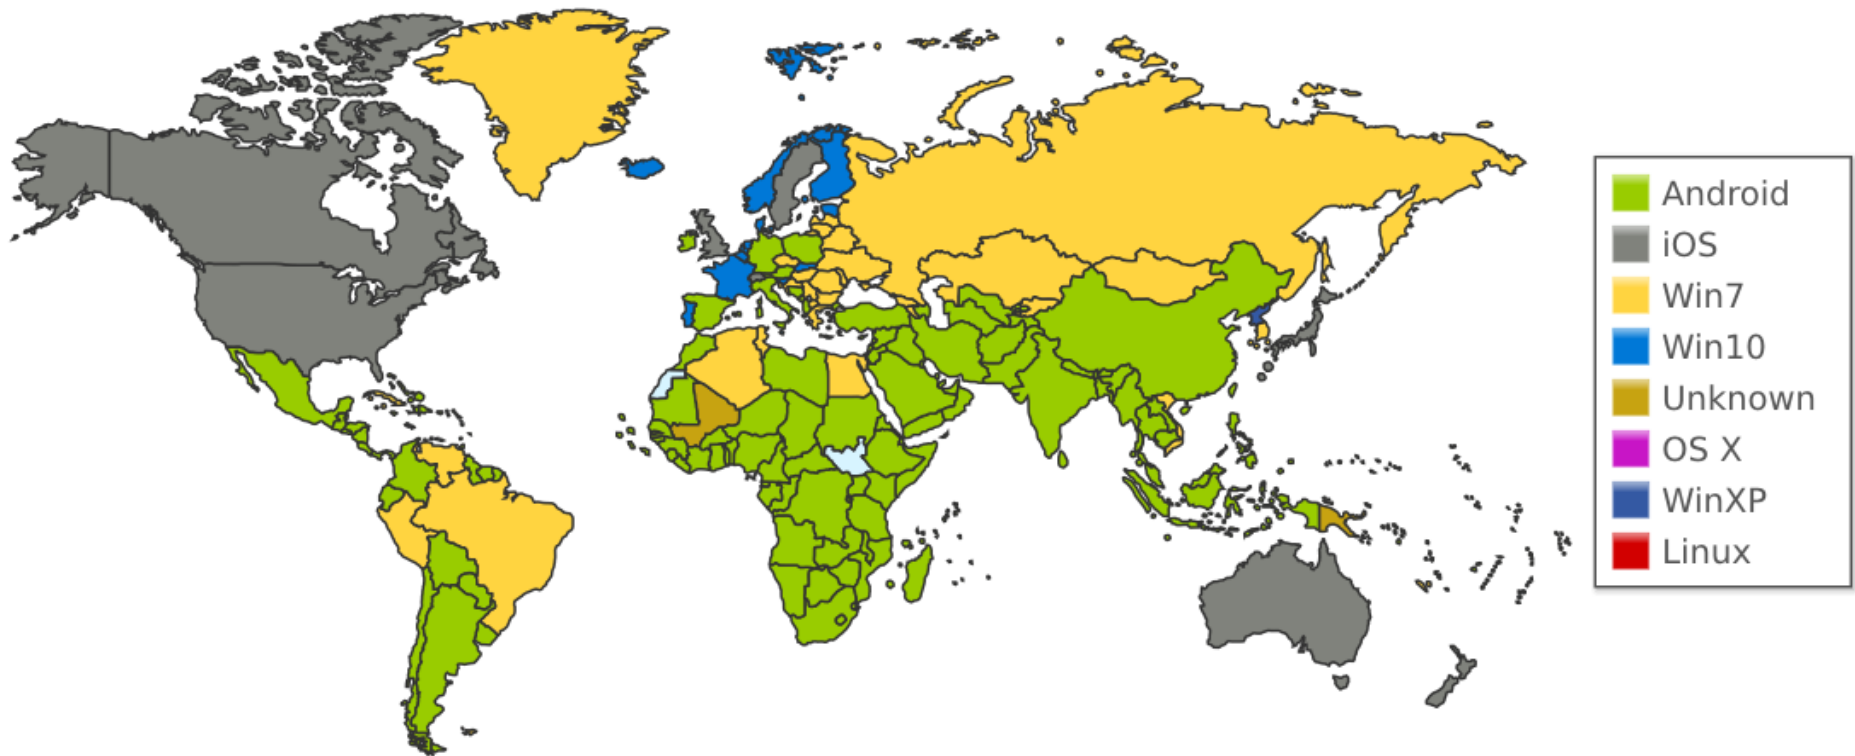 Android
iOS
Win7
Win10
Unknown
OS X
WinXP
Linux